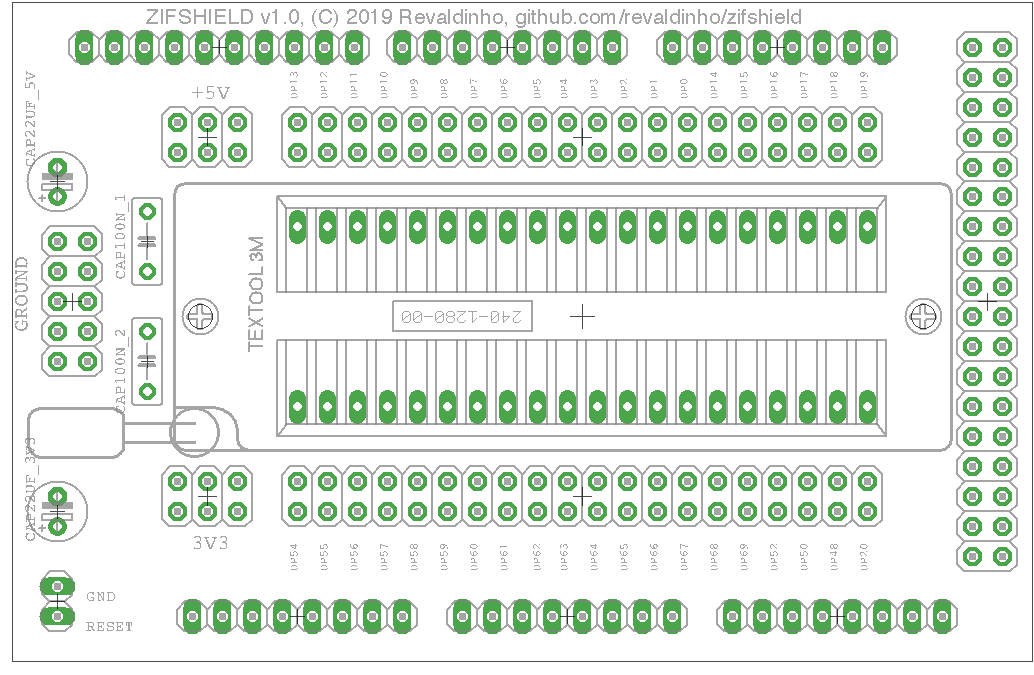 ZIFSHIELD v1.0, (C) 2019 Revaldinho, github.com/revaldinho/zifshield
DP13 DP12 DP11 DP10 DP9 DP8 DP7 DP6 DP5 DP4 DP3 DP2 DP1 DP0 DP14 DP15 DP16 DP17 DP18 DP19
+5V
CAP22UF_5V
CAP100N_1
GROUND
TEXTOOL 3M
240-1280-00
CAP100N_2
CAP22UF_3V3
3V3
DP54 DP55 DP56 DP57 DP58 DP59 DP60 DP61 DP62 DP63 DP64 DP65 DP66 DP67 DP68 DP69 DP52 DP50 DP48 DP20
GND
RESET